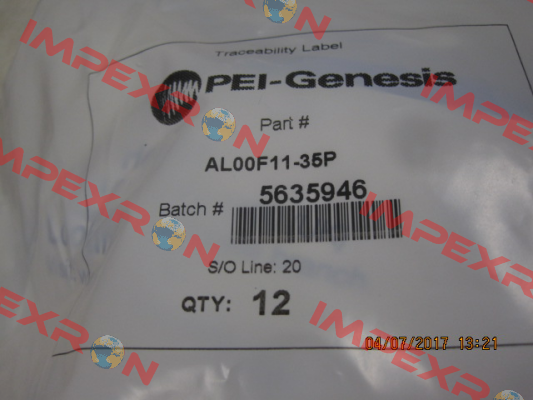 Traceability Label
PEI-Genesis
Part #
AL00F11-35P
5635946
Batch #
S/O Line: 20
QTY: 12
04/07/2017 13:21
IMPEXRON
IMPEXRON
IMPEXRON
IMPEXRON